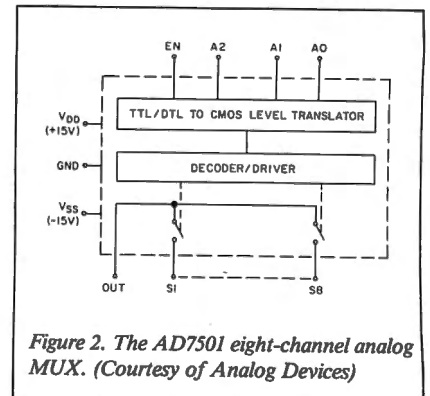 EN A2 A1 A0
TTL/DTL TO CMOS LEVEL TRANSLATOR
VDD
(+15V)
GND
DECODER/DRIVER
VSS
(-15V)
OUT S1 S8
Figure 2. The AD7501 eight-channel analog
MUX. (Courtesy of Analog Devices)